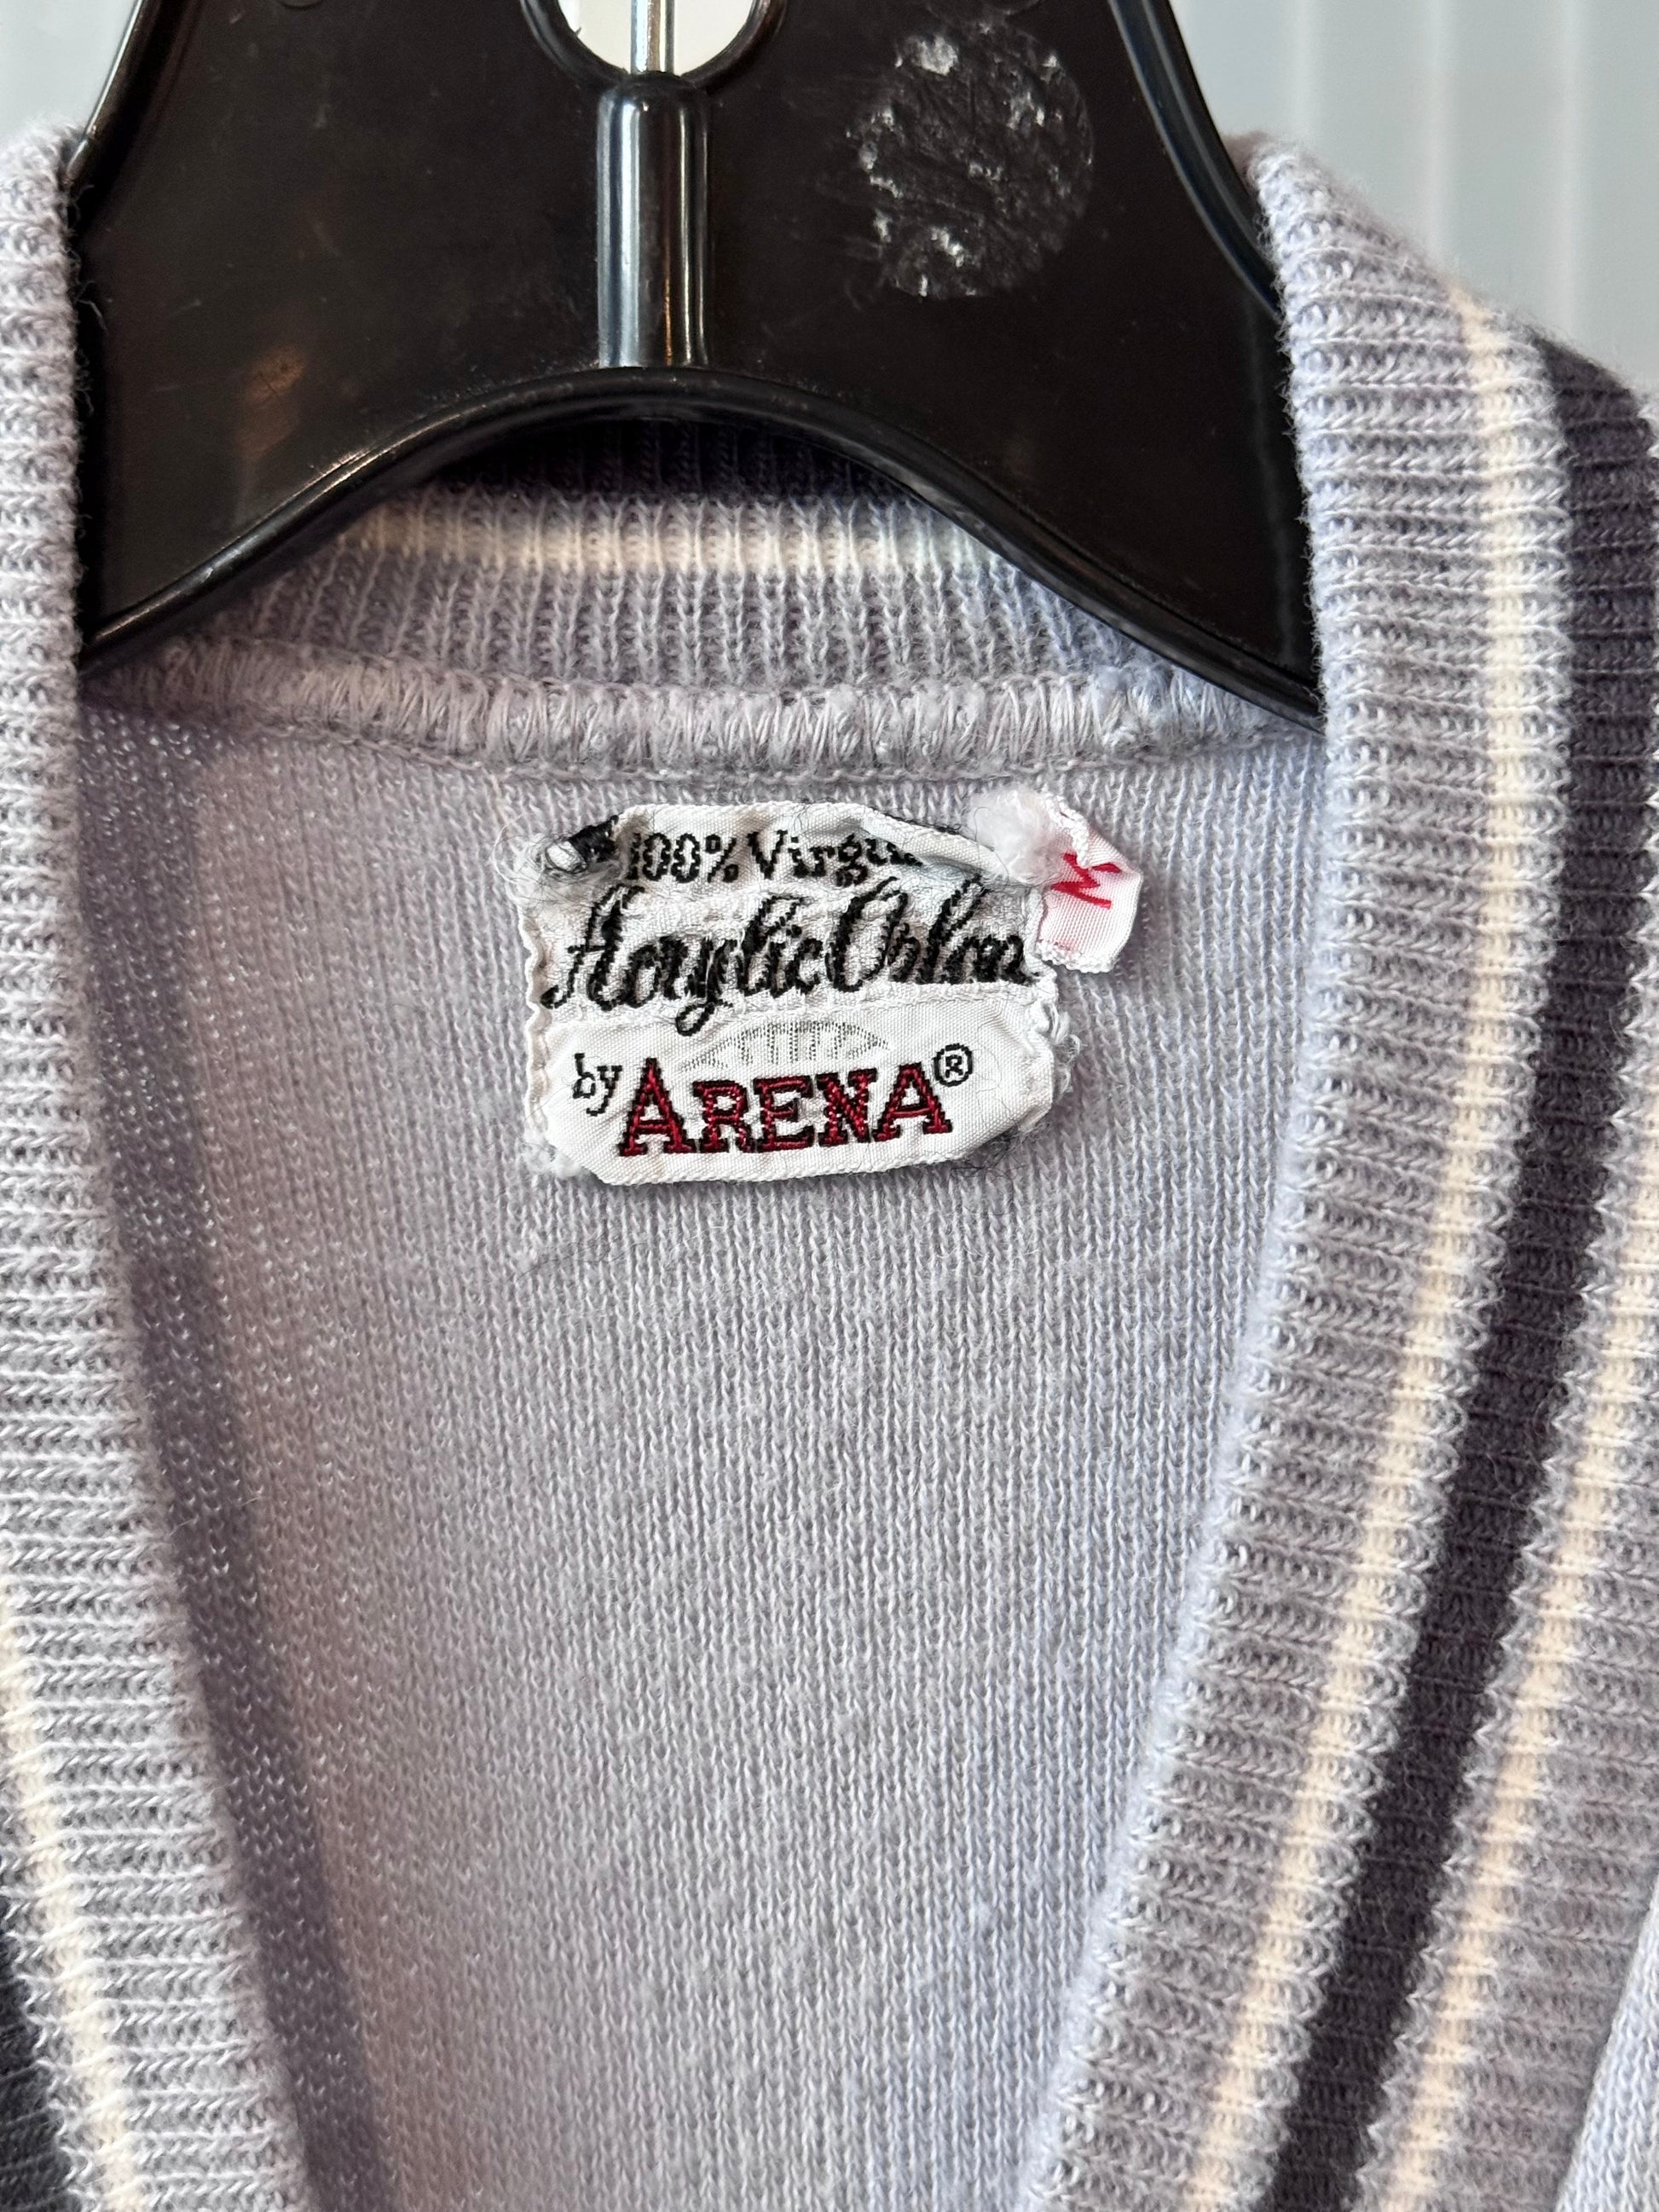 100% Virgin
Acrylic Orlon
by ARENA®
M